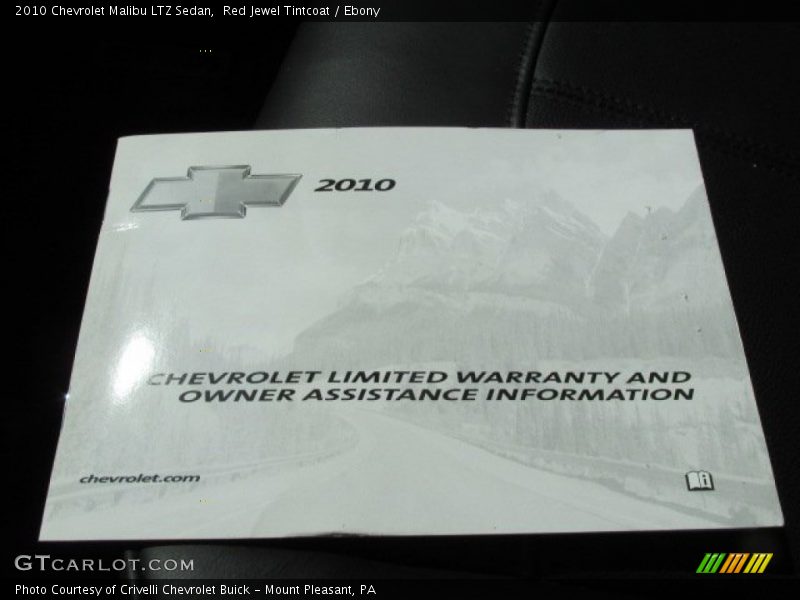 2010 Chevrolet Malibu LTZ Sedan,  Red Jewel Tintcoat / Ebony
2010
CHEVROLET LIMITED WARRANTY AND
OWNER ASSISTANCE INFORMATION
chevrolet.com
i
GTCARLOT.COM
Photo Courtesy of Crivelli Chevrolet Buick – Mount Pleasant, PA